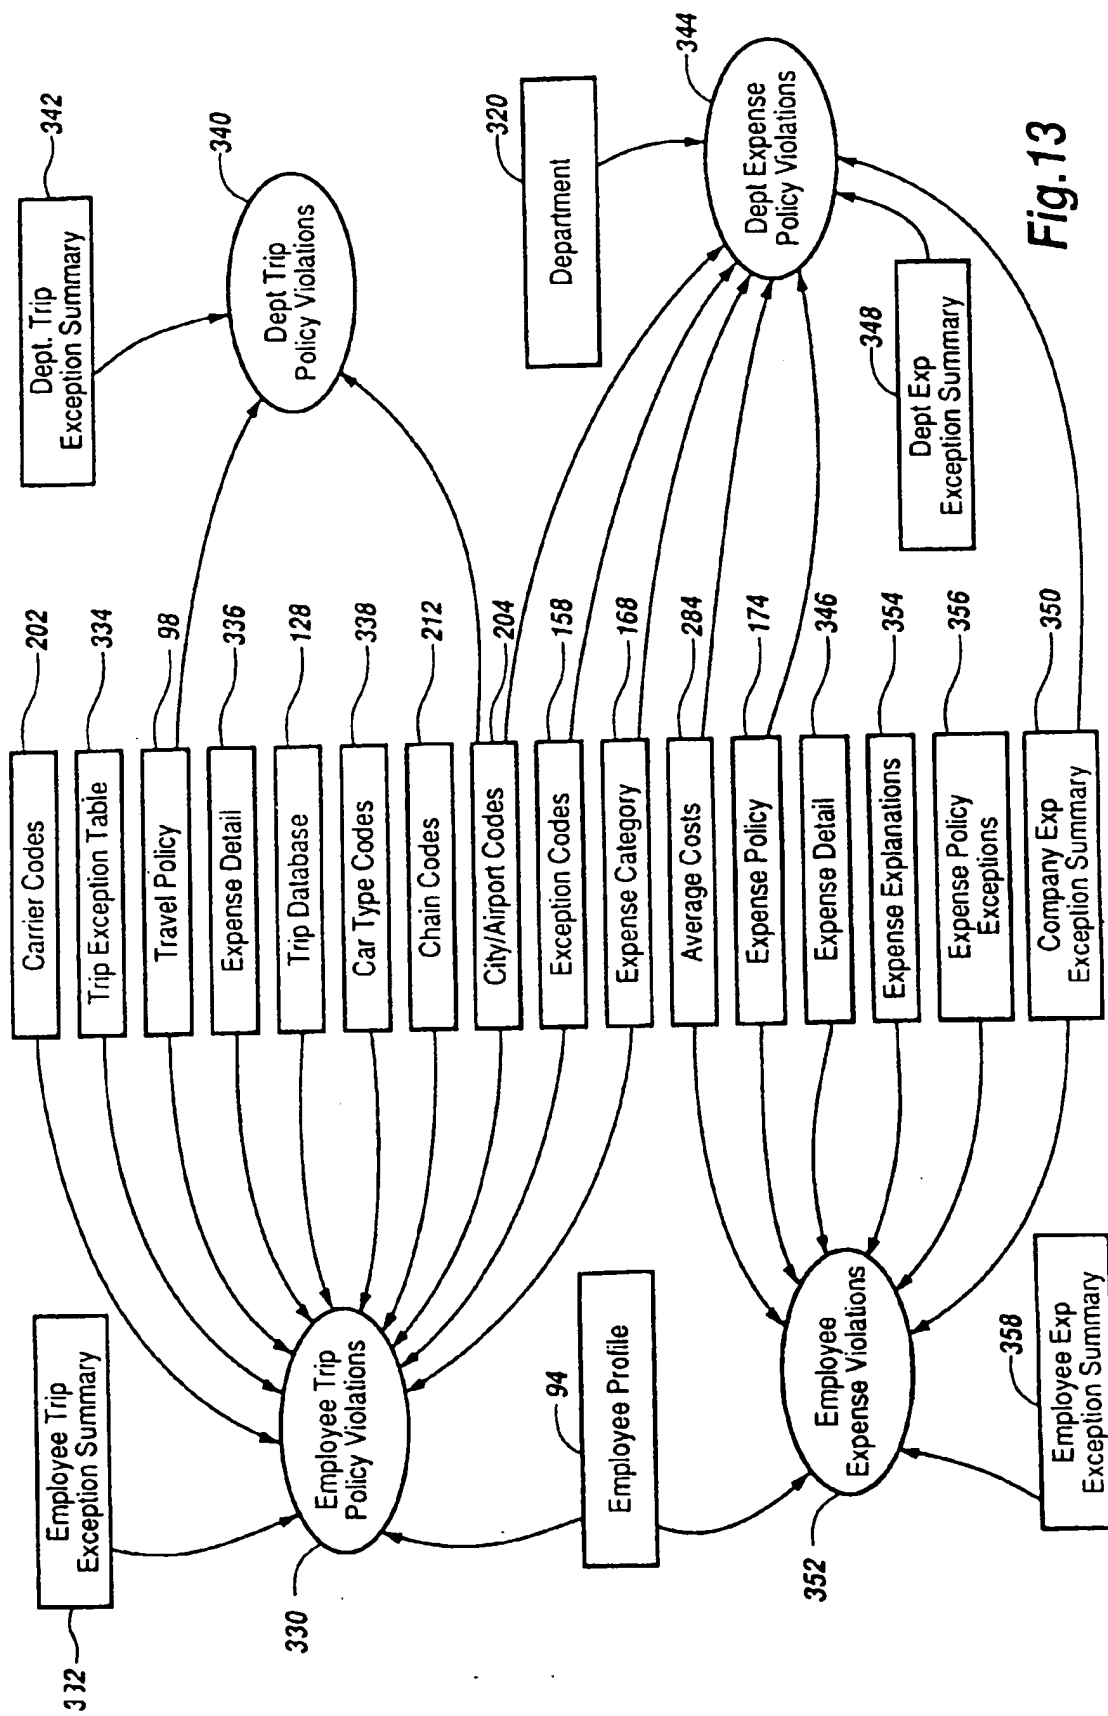 332
Employee Trip
Exception Summary
330
Employee Trip
Policy Violations
94
Employee Profile
352
Employee
Expense Violations
358
Employee Exp
Exception Summary
Carrier Codes
202
Trip Exception Table
334
Travel Policy
98
Expense Detail
336
Trip Database
128
Car Type Codes
338
Chain Codes
212
City/Airport Codes
204
Exception Codes
158
Expense Category
168
Average Costs
284
Expense Policy
174
Expense Detail
346
Expense Explanations
354
Expense Policy
Exceptions
356
Company Exp
Exception Summary
350
Dept. Trip
Exception Summary
342
Dept Trip
Policy Violations
340
Department
320
Dept Expense
Policy Violations
344
Dept Exp
Exception Summary
348
Fig.13